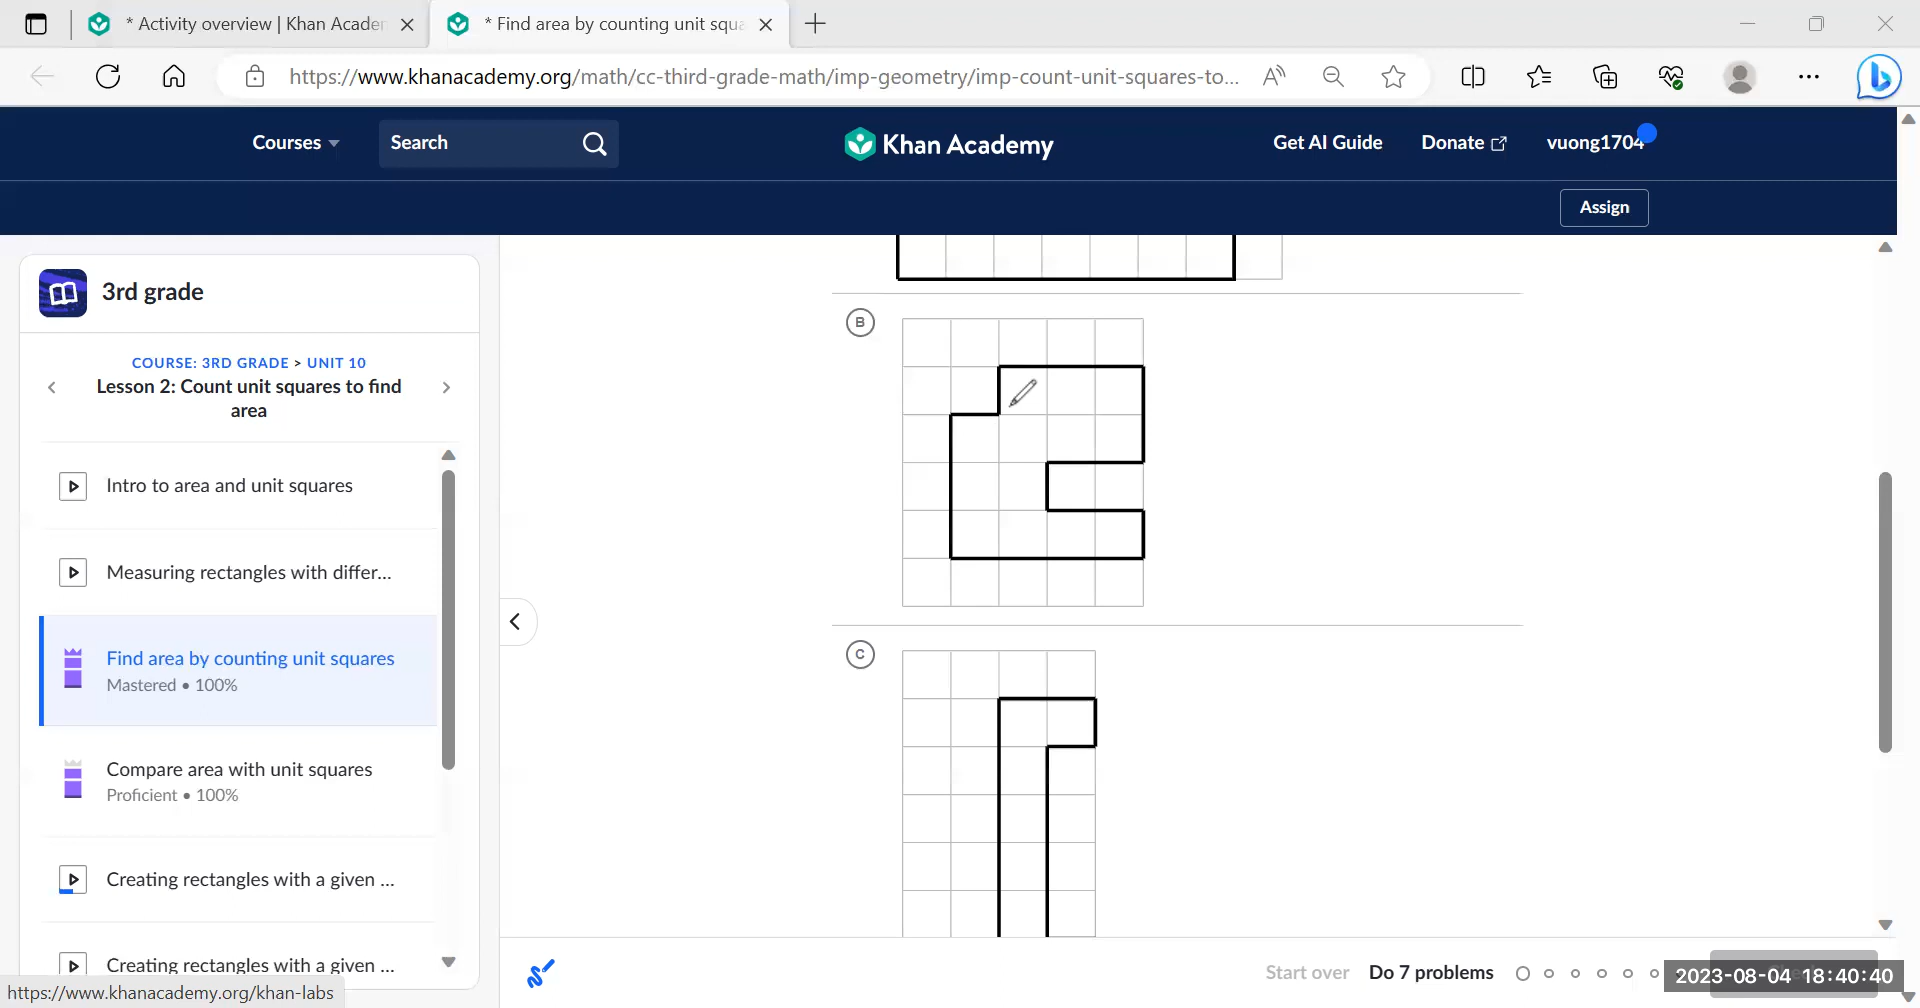 * Activity overview | Khan Acade
* Find area by counting unit squa
https://www.khanacademy.org/math/cc-third-grade-math/imp-geometry/imp-count-unit-squares-to...
Courses
Search
Khan Academy
Get AI Guide
Donate
vuong1704
Assign
3rd grade
COURSE: 3RD GRADE > UNIT 10
Lesson 2: Count unit squares to find
area
Intro to area and unit squares
Measuring rectangles with differ...
Find area by counting unit squares
Mastered • 100%
Compare area with unit squares
Proficient • 100%
Creating rectangles with a given ...
Creating rectangles with a given ...
B
C
Start over
Do 7 problems
2023-08-04 18:40:40
https://www.khanacademy.org/khan-labs